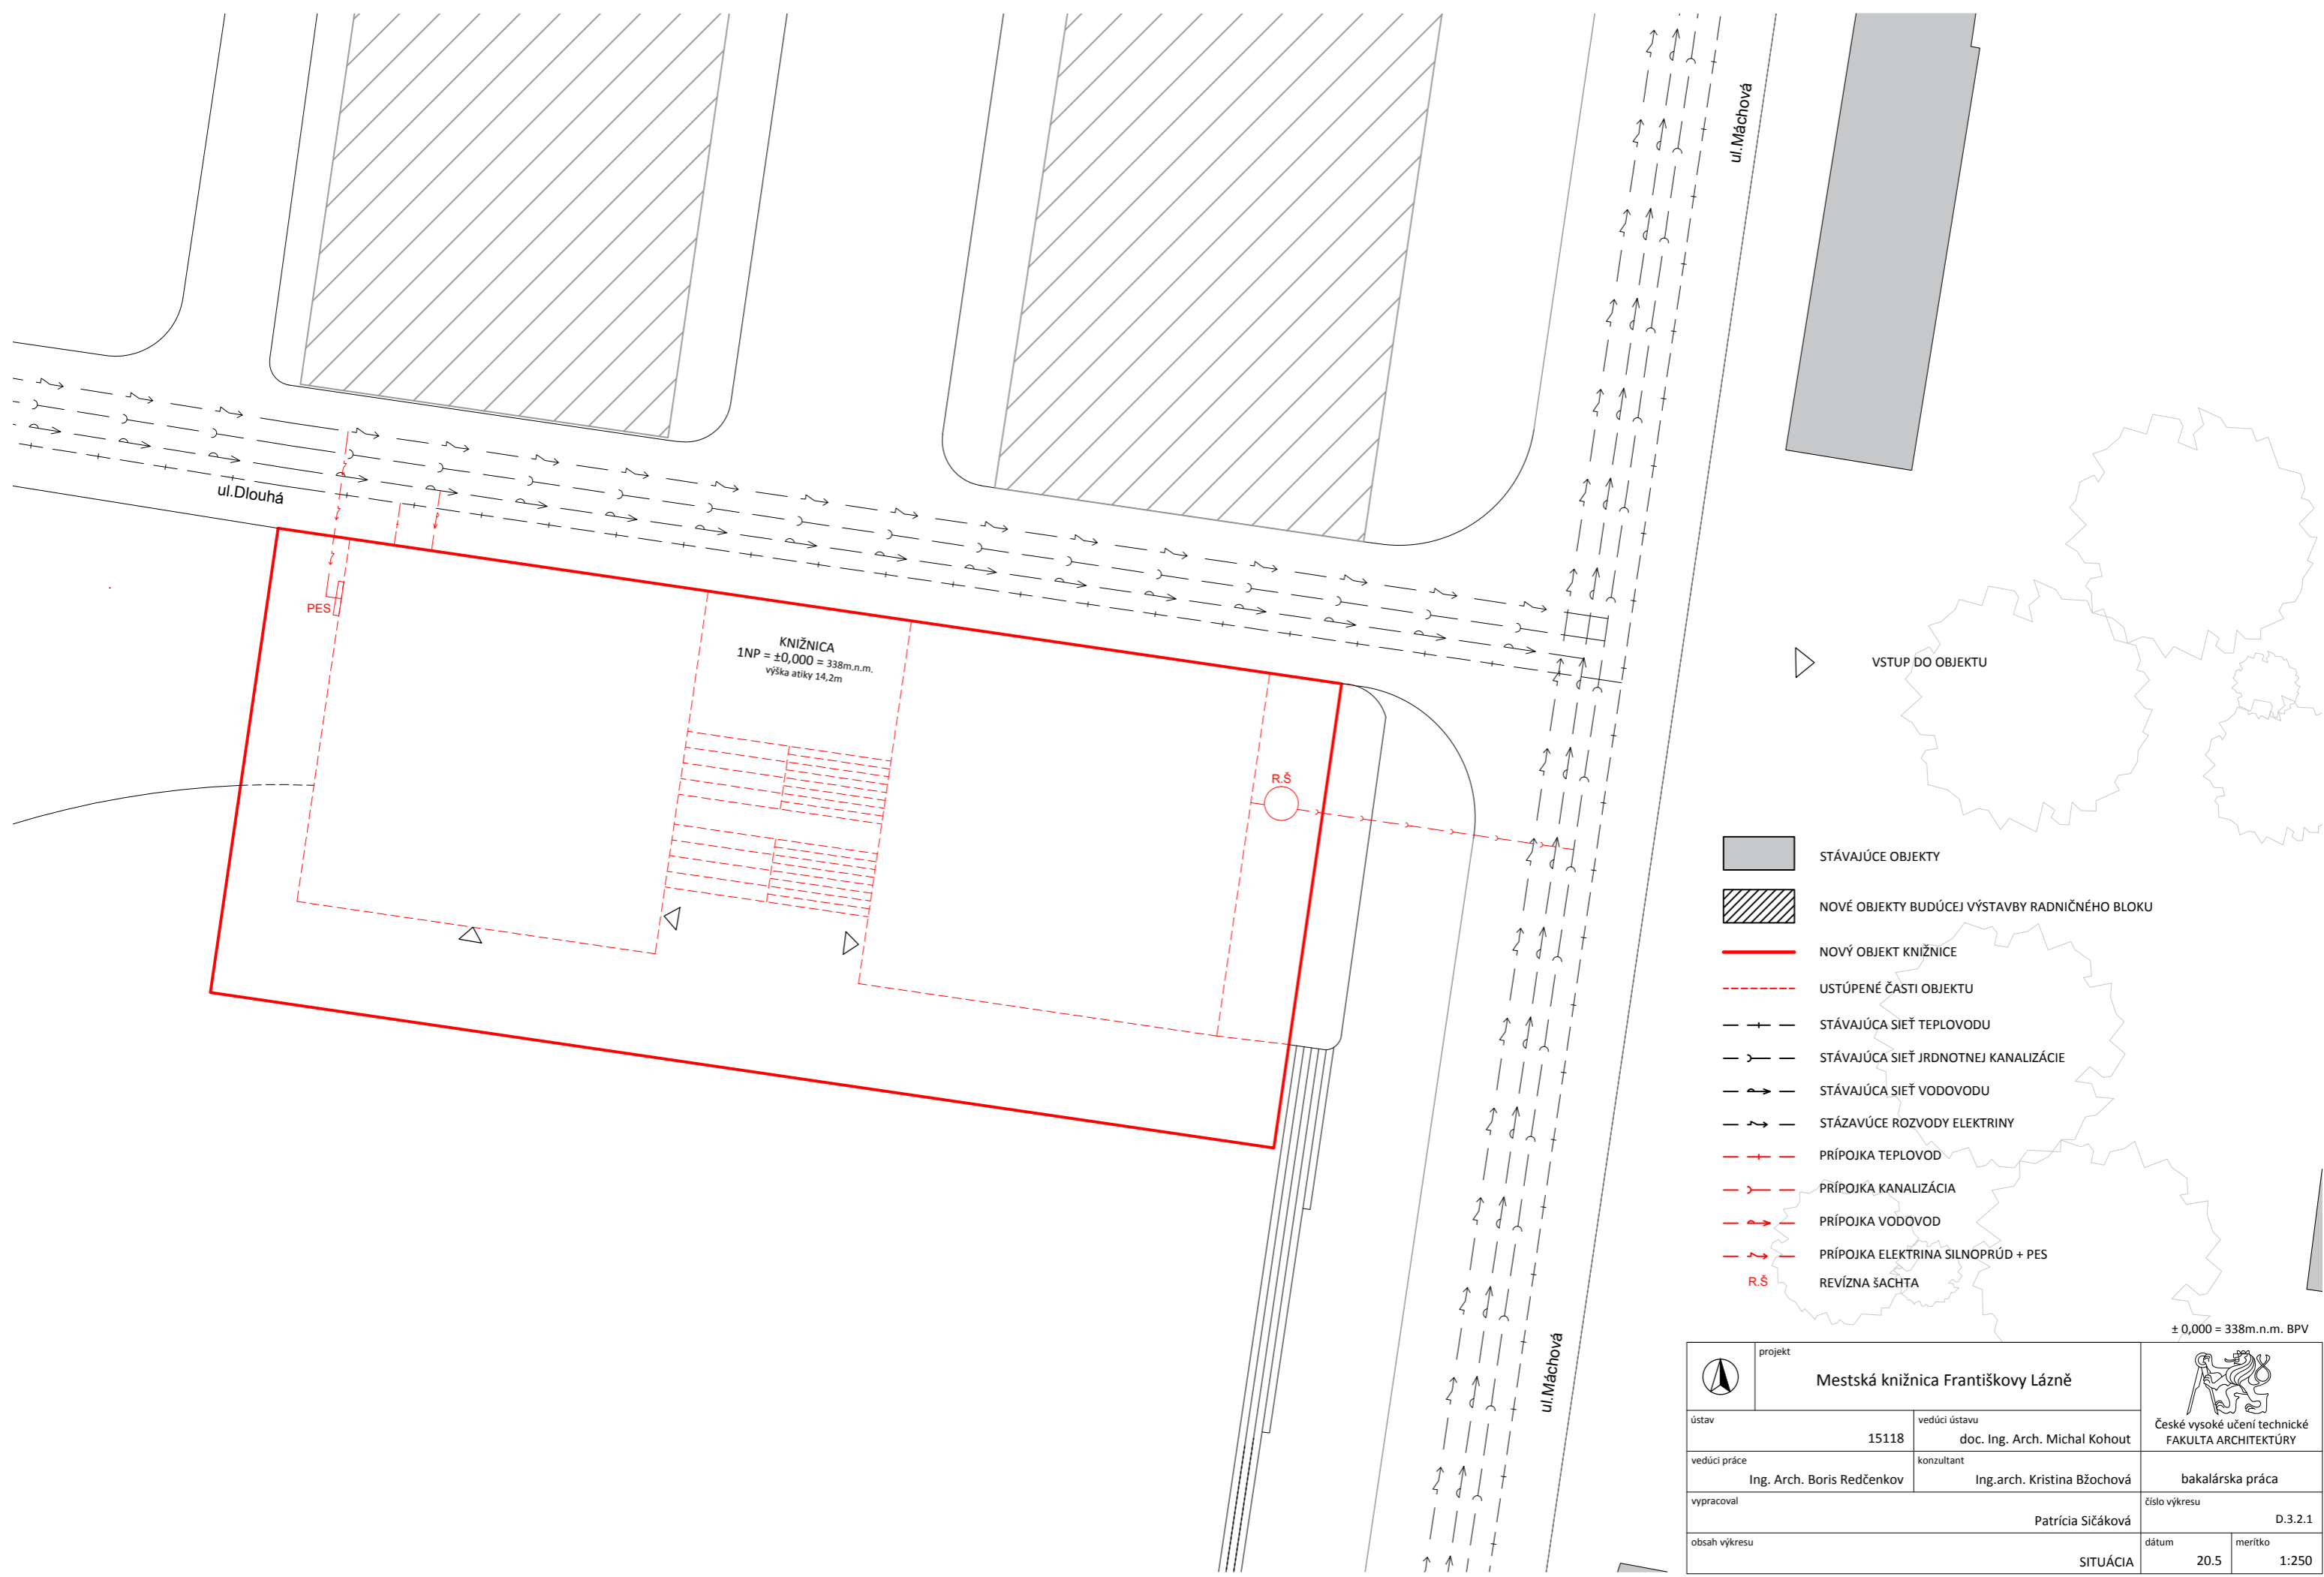 ul.Máchová
ul.Dlouhá
PES
KNIŽNICA
1NP = ±0,000 = 338m.n.m.
výška atiky 14,2m
R.Š
VSTUP DO OBJEKTU
STÁVAJÚCE OBJEKTY
NOVÉ OBJEKTY BUDÚCEJ VÝSTAVBY RADNIČNÉHO BLOKU
NOVÝ OBJEKT KNIŽNICE
USTÚPENÉ ČASTI OBJEKTU
STÁVAJÚCA SIEŤ TEPLOVODU
STÁVAJÚCA SIEŤ JRDNOTNEJ KANALIZÁCIE
STÁVAJÚCA SIEŤ VODOVODU
STÁZAVÚCE ROZVODY ELEKTRINY
PRÍPOJKA TEPLOVOD
PRÍPOJKA KANALIZÁCIA
PRÍPOJKA VODOVOD
PRÍPOJKA ELEKTRINA SILNOPRÚD + PES
R.Š REVÍZNA šACHTA
ul.Máchová
± 0,000 = 338m.n.m. BPV
projekt
Mestská knižnica Františkovy Lázně
České vysoké učení technické
FAKULTA ARCHITEKTÚRY
ústav
15118
vedúci ústavu
doc. Ing. Arch. Michal Kohout
vedúci práce
Ing. Arch. Boris Redčenkov
konzultant
Ing.arch. Kristina Bžochová
bakalárska práca
vypracoval
Patrícia Sičáková
číslo výkresu
D.3.2.1
obsah výkresu
SITUÁCIA
dátum
20.5
merítko
1:250